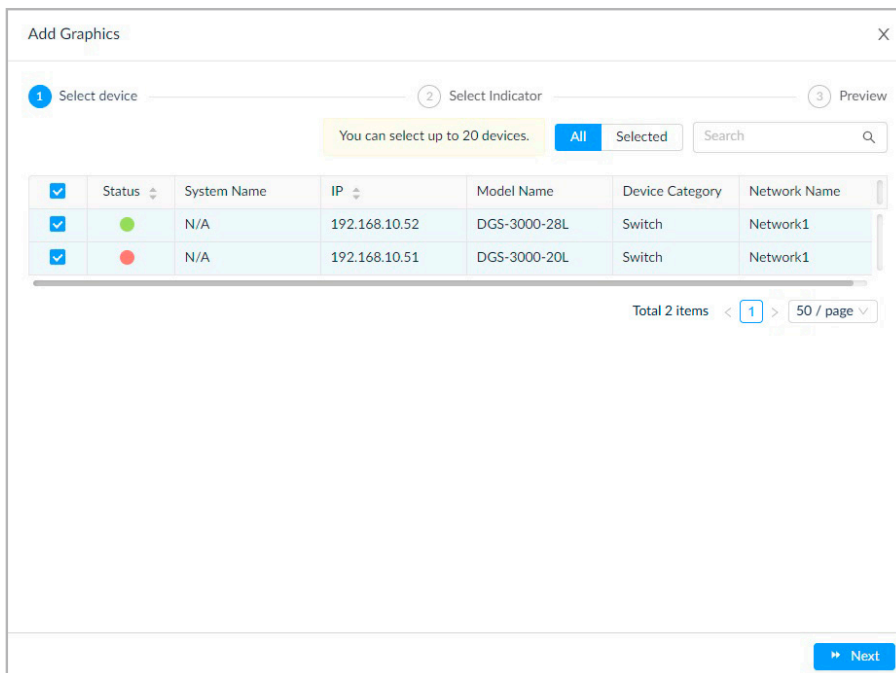 Add Graphics
1 Select device 2 Select Indicator 3 Preview
You can select up to 20 devices. All Selected Search
Status System Name IP Model Name Device Category Network Name
N/A 192.168.10.52 DGS-3000-28L Switch Network1
N/A 192.168.10.51 DGS-3000-20L Switch Network1
Total 2 items < 1 > 50 / page
Next